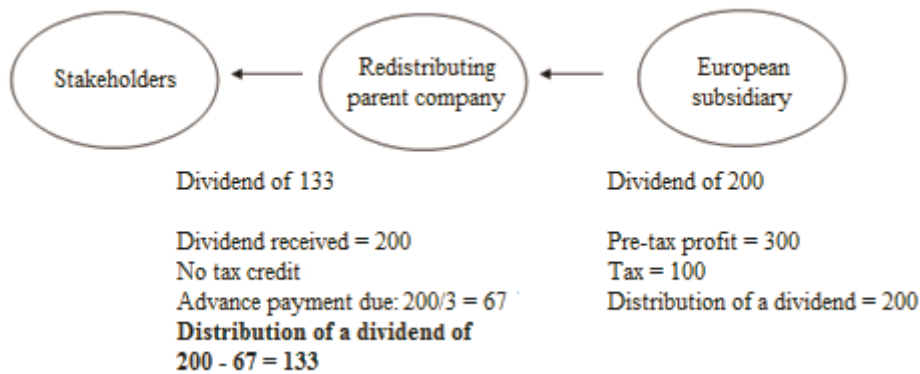 Stakeholders
Redistributing
parent company
European
subsidiary
Dividend of 133
Dividend received = 200
No tax credit
Advance payment due: 200/3 = 67
Distribution of a dividend of
200 - 67 = 133
Dividend of 200
Pre-tax profit = 300
Tax = 100
Distribution of a dividend = 200